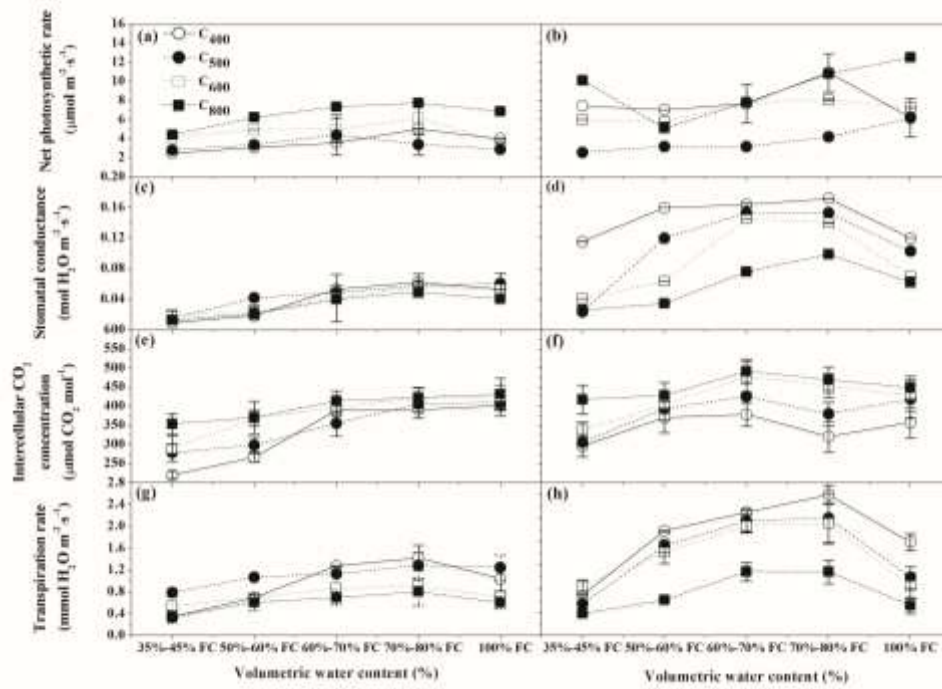 (a)
(b)
C400
C500
C600
C800
Net photosynthetic rate
(μmol m⁻²·s⁻¹)
16
14
12
10
8
6
4
2
0.20
(c)
(d)
Stomatal conductance
(mol H₂O m⁻²·s⁻¹)
0.16
0.12
0.08
0.04
600
(e)
(f)
Intercellular CO₂
concentration
(μmol CO₂ mol⁻¹)
550
500
450
400
350
300
250
2.8
(g)
(h)
Transpiration rate
(mmol H₂O m⁻²·s⁻¹)
2.4
2.0
1.6
1.2
0.8
0.4
0.0
35%-45% FC 50%-60% FC 60%-70% FC 70%-80% FC 100% FC
35%-45% FC 50%-60% FC 60%-70% FC 70%-80% FC 100% FC
Volumetric water content (%)
Volumetric water content (%)